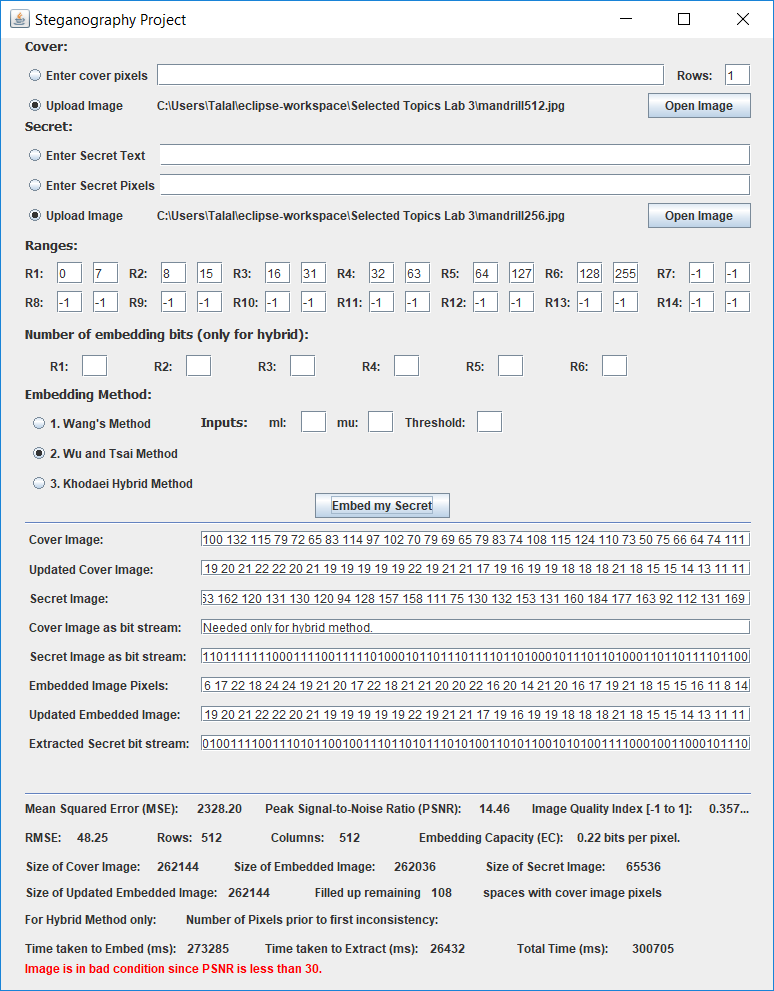 Steganography Project
Cover:
Enter cover pixels Rows: 1
Upload Image C:\Users\Talal\eclipse-workspace\Selected Topics Lab 3\mandrill512.jpg Open Image
Secret:
Enter Secret Text
Enter Secret Pixels
Upload Image C:\Users\Talal\eclipse-workspace\Selected Topics Lab 3\mandrill256.jpg Open Image
Ranges:
R1: 0 7 R2: 8 15 R3: 16 31 R4: 32 63 R5: 64 127 R6: 128 255 R7: -1 -1
R8: -1 -1 R9: -1 -1 R10: -1 -1 R11: -1 -1 R12: -1 -1 R13: -1 -1 R14: -1 -1
Number of embedding bits (only for hybrid):
R1: R2: R3: R4: R5: R6:
Embedding Method:
1. Wang's Method Inputs: ml: mu: Threshold:
2. Wu and Tsai Method
3. Khodaei Hybrid Method
Embed my Secret
Cover Image: 100 132 115 79 72 65 83 114 97 102 70 79 69 65 79 83 74 108 115 124 110 73 50 75 66 64 74 111
Updated Cover Image: 19 20 21 22 22 20 21 19 19 19 19 19 22 19 21 21 17 19 16 19 19 18 18 18 21 18 15 15 14 13 11 11
Secret Image: 53 162 120 131 130 120 94 128 157 158 111 75 130 132 153 131 160 184 177 163 92 112 131 169
Cover Image as bit stream: Needed only for hybrid method.
Secret Image as bit stream: 1101111111100011110011111010001011011101111011010001011101101000110110111101100
Embedded Image Pixels: 6 17 22 18 24 24 19 21 20 17 22 18 21 21 20 20 22 16 20 14 21 20 16 17 19 21 18 15 15 16 11 8 14
Updated Embedded Image: 19 20 21 22 22 20 21 19 19 19 19 19 22 19 21 21 17 19 16 19 19 18 18 18 21 18 15 15 14 13 11 11
Extracted Secret bit stream: 0100111100111010110010011101101011101010011010110010101001111000100110001011110
Mean Squared Error (MSE): 2328.20 Peak Signal-to-Noise Ratio (PSNR): 14.46 Image Quality Index [-1 to 1]: 0.357...
RMSE: 48.25 Rows: 512 Columns: 512 Embedding Capacity (EC): 0.22 bits per pixel.
Size of Cover Image: 262144 Size of Embedded Image: 262036 Size of Secret Image: 65536
Size of Updated Embedded Image: 262144 Filled up remaining 108 spaces with cover image pixels
For Hybrid Method only: Number of Pixels prior to first inconsistency:
Time taken to Embed (ms): 273285 Time taken to Extract (ms): 26432 Total Time (ms): 300705
Image is in bad condition since PSNR is less than 30.